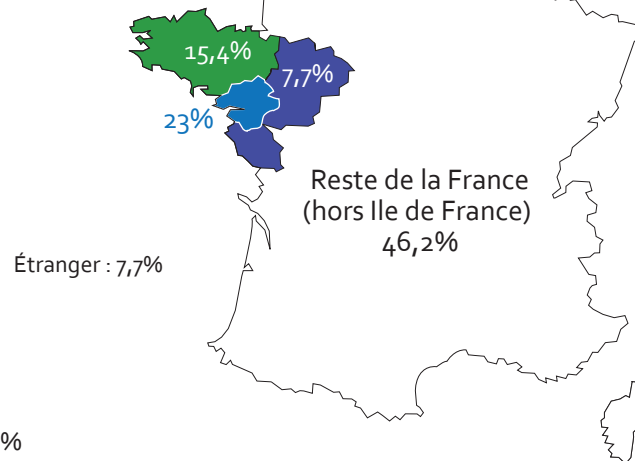 15,4%
7,7%
23%
Reste de la France
(hors Ile de France)
46,2%
Étranger : 7,7%
%